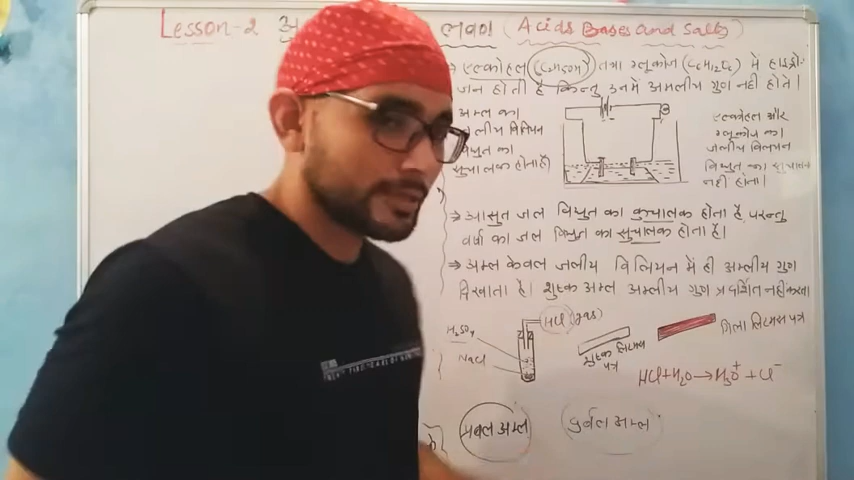 Lesson-2 लवण (Acids Bases and Salts)
→ एल्कोहल (C₂H₅OH) तथा ग्लूकोज (C₆H₁₂O₆) में हाइड्रो-
जन होती है किन्तु उनमें अमलीय गुण नही होते।
अम्ल का
जलीय विलियन
विधुत का
सुचालक होता है।
एल्कोहल और
ग्लूकोज का
जलीय विलयन
विधुत का सुचालक
नही होता।
→ आसुत जल विधुत का कुचालक होता है, परन्तु
वर्षा का जल विधुत का सुचालक होता है।
→ अम्ल केवल जलीय विलियन में ही अम्लीय गुण
दिखाता है। शुष्क अम्ल अम्लीय गुण प्रदर्शित नहीं करता
HCl (gas)
H₂SO₄
NaCl
शुष्क लिटमस
पत्र
गिला लिटमस पत्र
HCl+H₂O→H₃O⁺+Cl⁻
प्रबल अम्ल
दुर्बल अम्ल